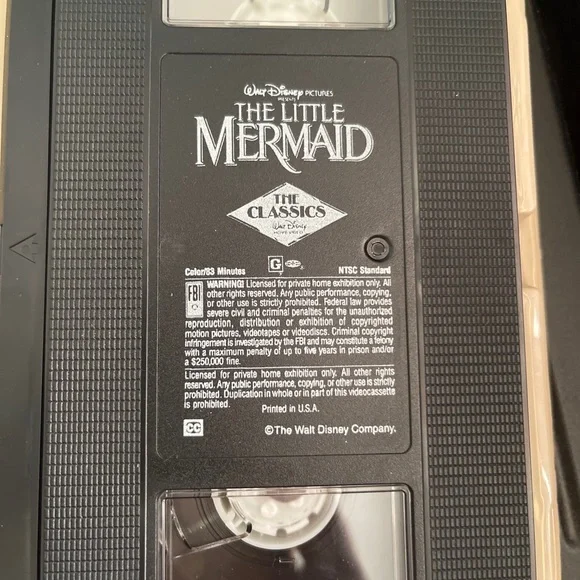 Walt Disney PICTURES
PRESENTS
THE LITTLE
MERMAID
THE
CLASSICS
Walt Disney
HOME VIDEO
G
Color/83 Minutes NTSC Standard
FBI WARNING! Licensed for private home exhibition only. All
other rights reserved. Any public performance, copying,
or other use is strictly prohibited. Federal law provides
severe civil and criminal penalties for the unauthorized
reproduction, distribution or exhibition of copyrighted
motion pictures, videotapes or videodiscs. Criminal copyright
infringement is investigated by the FBI and may constitute a felony
with a maximum penalty of up to five years in prison and/or
a $250,000 fine.
Licensed for private home exhibition only. All other rights
reserved. Any public performance, copying, or other use is strictly
prohibited. Duplication in whole or in part of this videocassette
is prohibited.
Printed in U.S.A.
CC ©The Walt Disney Company.